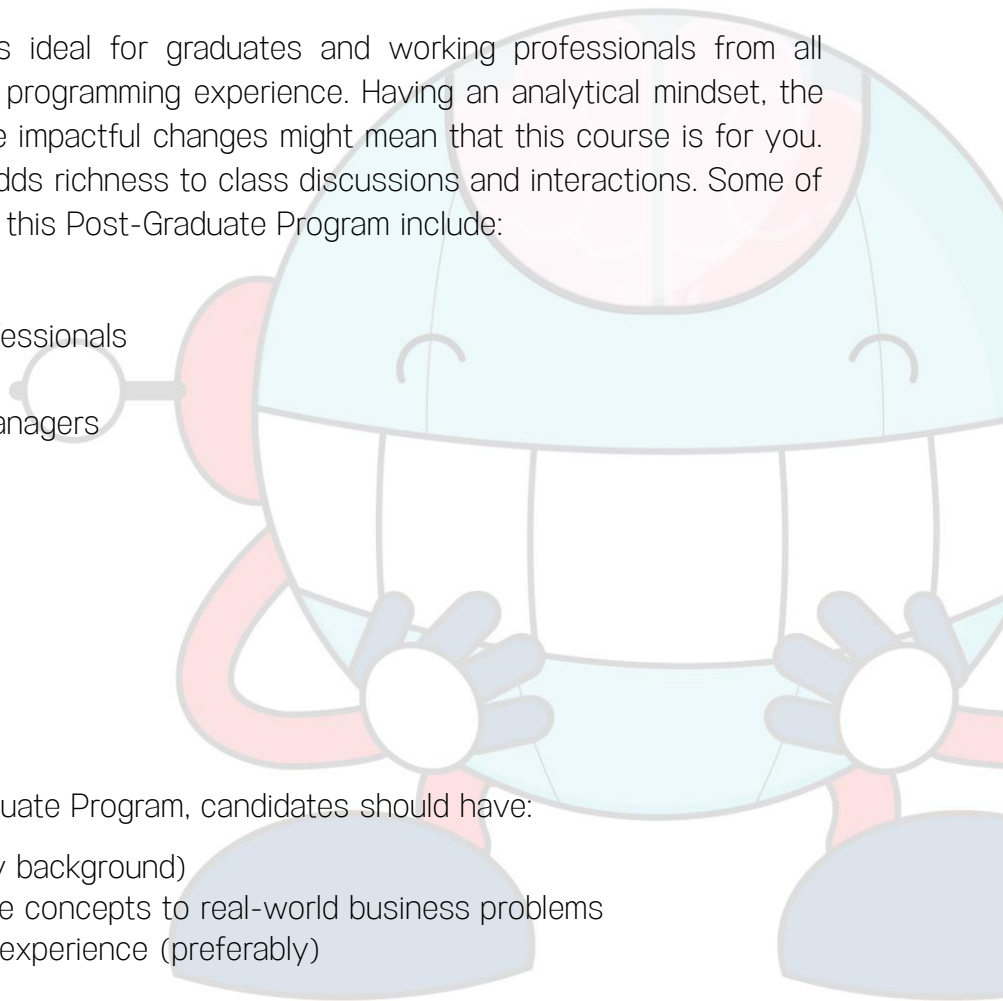 s ideal for graduates and working professionals from all
programming experience. Having an analytical mindset, the
e impactful changes might mean that this course is for you.
dds richness to class discussions and interactions. Some of
this Post-Graduate Program include:
essionals
anagers
uate Program, candidates should have:
y background)
e concepts to real-world business problems
experience (preferably)